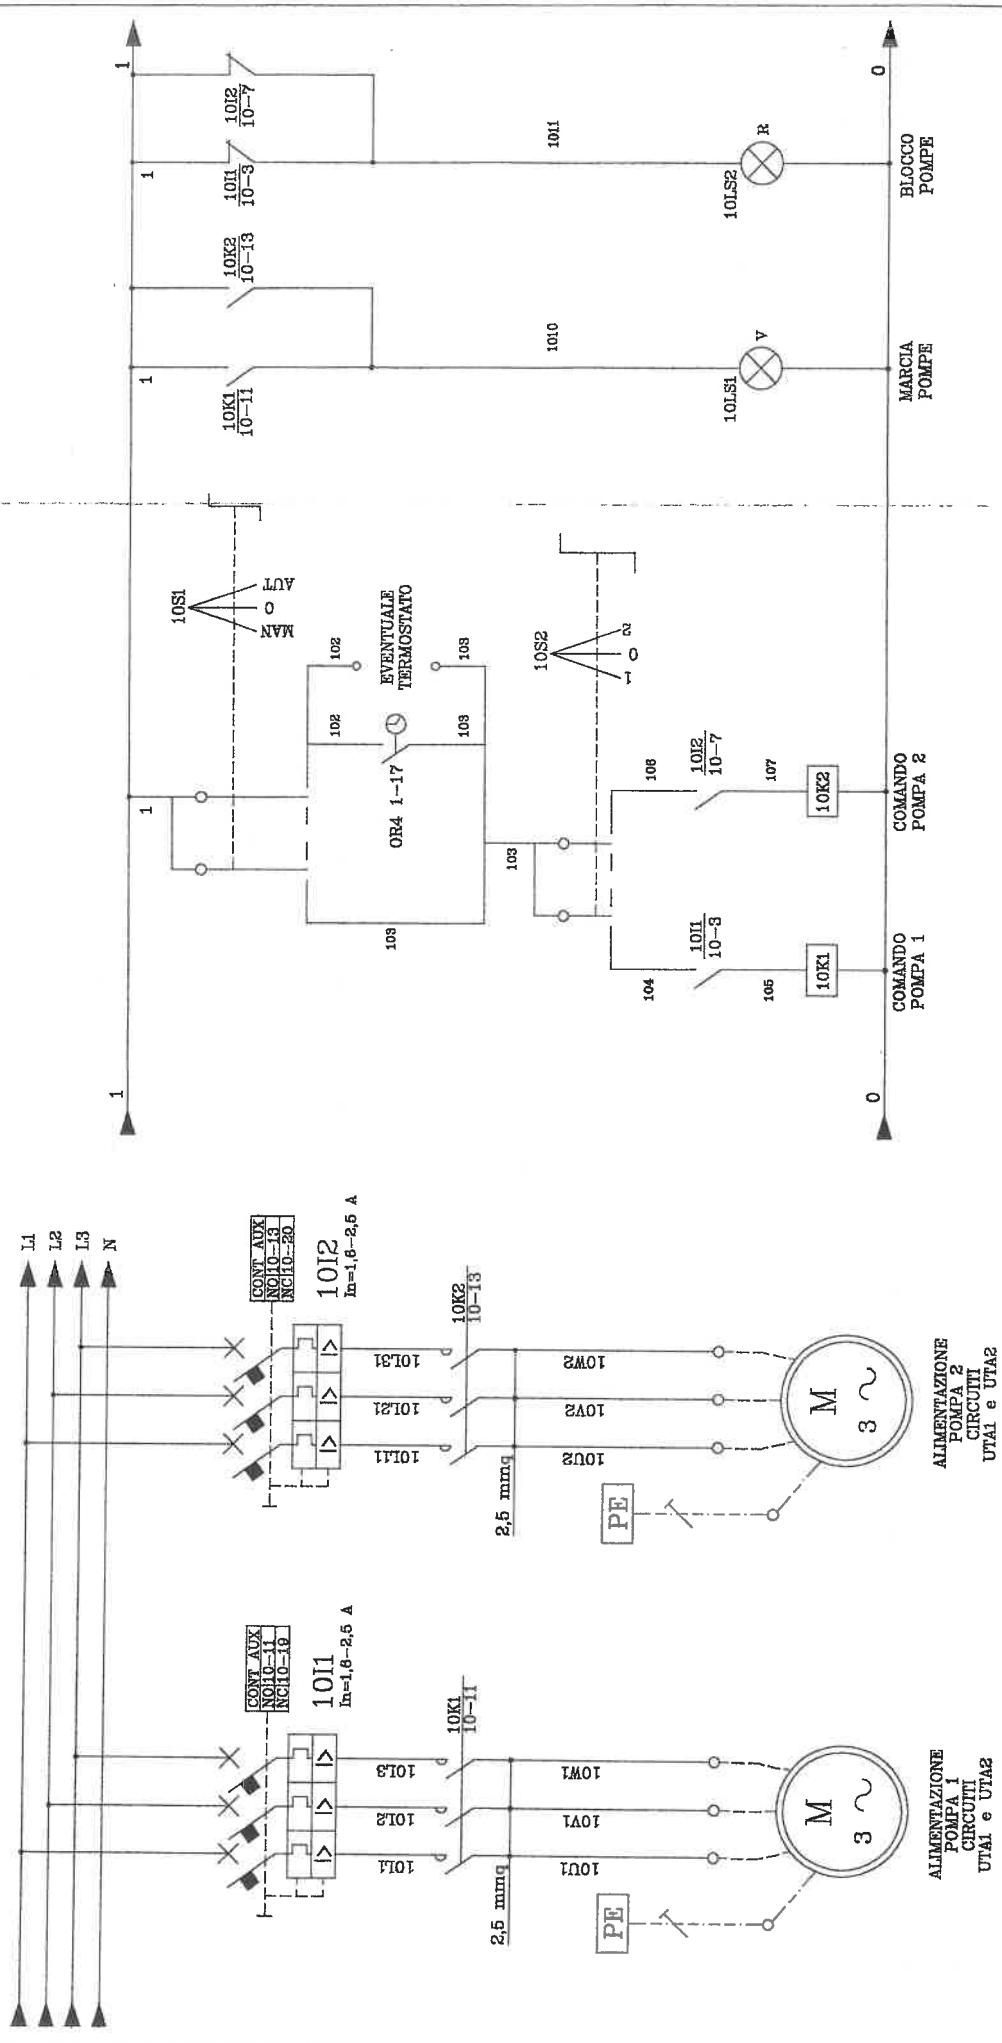 L1
L2
L3
N
CONT AUX
NO 10-11
NC 10-19
10I1
In=1,6-2,5 A
10L1
10L2
10L3
10K1
10-11
2,5 mmq
10U1
10V1
10W1
PE
M
3
ALIMENTAZIONE
POMPA 1
CIRCUITI
UTA1 e UTA2
CONT AUX
NO 10-13
NC 10-20
10I2
In=1,6-2,5 A
10L11
10L21
10L31
10K2
10-13
2,5 mmq
10U2
10V2
10W2
PE
M
3
ALIMENTAZIONE
POMPA 2
CIRCUITI
UTA1 e UTA2
1
1
10S1
MAN
0
AUT
103
102
102
0R4 1-17
EVENTUALE
TERMOSTATO
103
103
103
10S2
1
0
2
104
10I1
10-3
105
10K1
106
10I2
10-7
107
10K2
0
COMANDO
POMPA 1
COMANDO
POMPA 2
1
10K1
10-11
10K2
10-13
1010
10LS1
V
MARCIA
POMPE
1
10I1
10-3
10I2
10-7
1011
10LS2
R
BLOCCO
POMPE
1
0